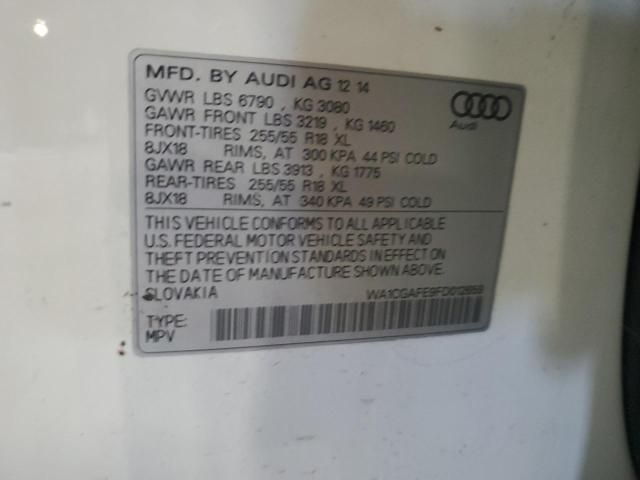 MFD. BY AUDI AG 12 14
GVWR LBS 6790 , KG 3080
GAWR FRONT LBS 3219 , KG 1460
FRONT-TIRES 255/55 R18 XL
8JX18 RIMS, AT 300 KPA 44 PSI COLD
GAWR REAR LBS 3913 , KG 1775
REAR-TIRES 255/55 R18 XL
8JX18 RIMS, AT 340 KPA 49 PSI COLD
Audi
THIS VEHICLE CONFORMS TO ALL APPLICABLE
U.S. FEDERAL MOTOR VEHICLE SAFETY AND
THEFT PREVENTION STANDARDS IN EFFECT ON
THE DATE OF MANUFACTURE SHOWN ABOVE.
SLOVAKIA
TYPE:
MPV